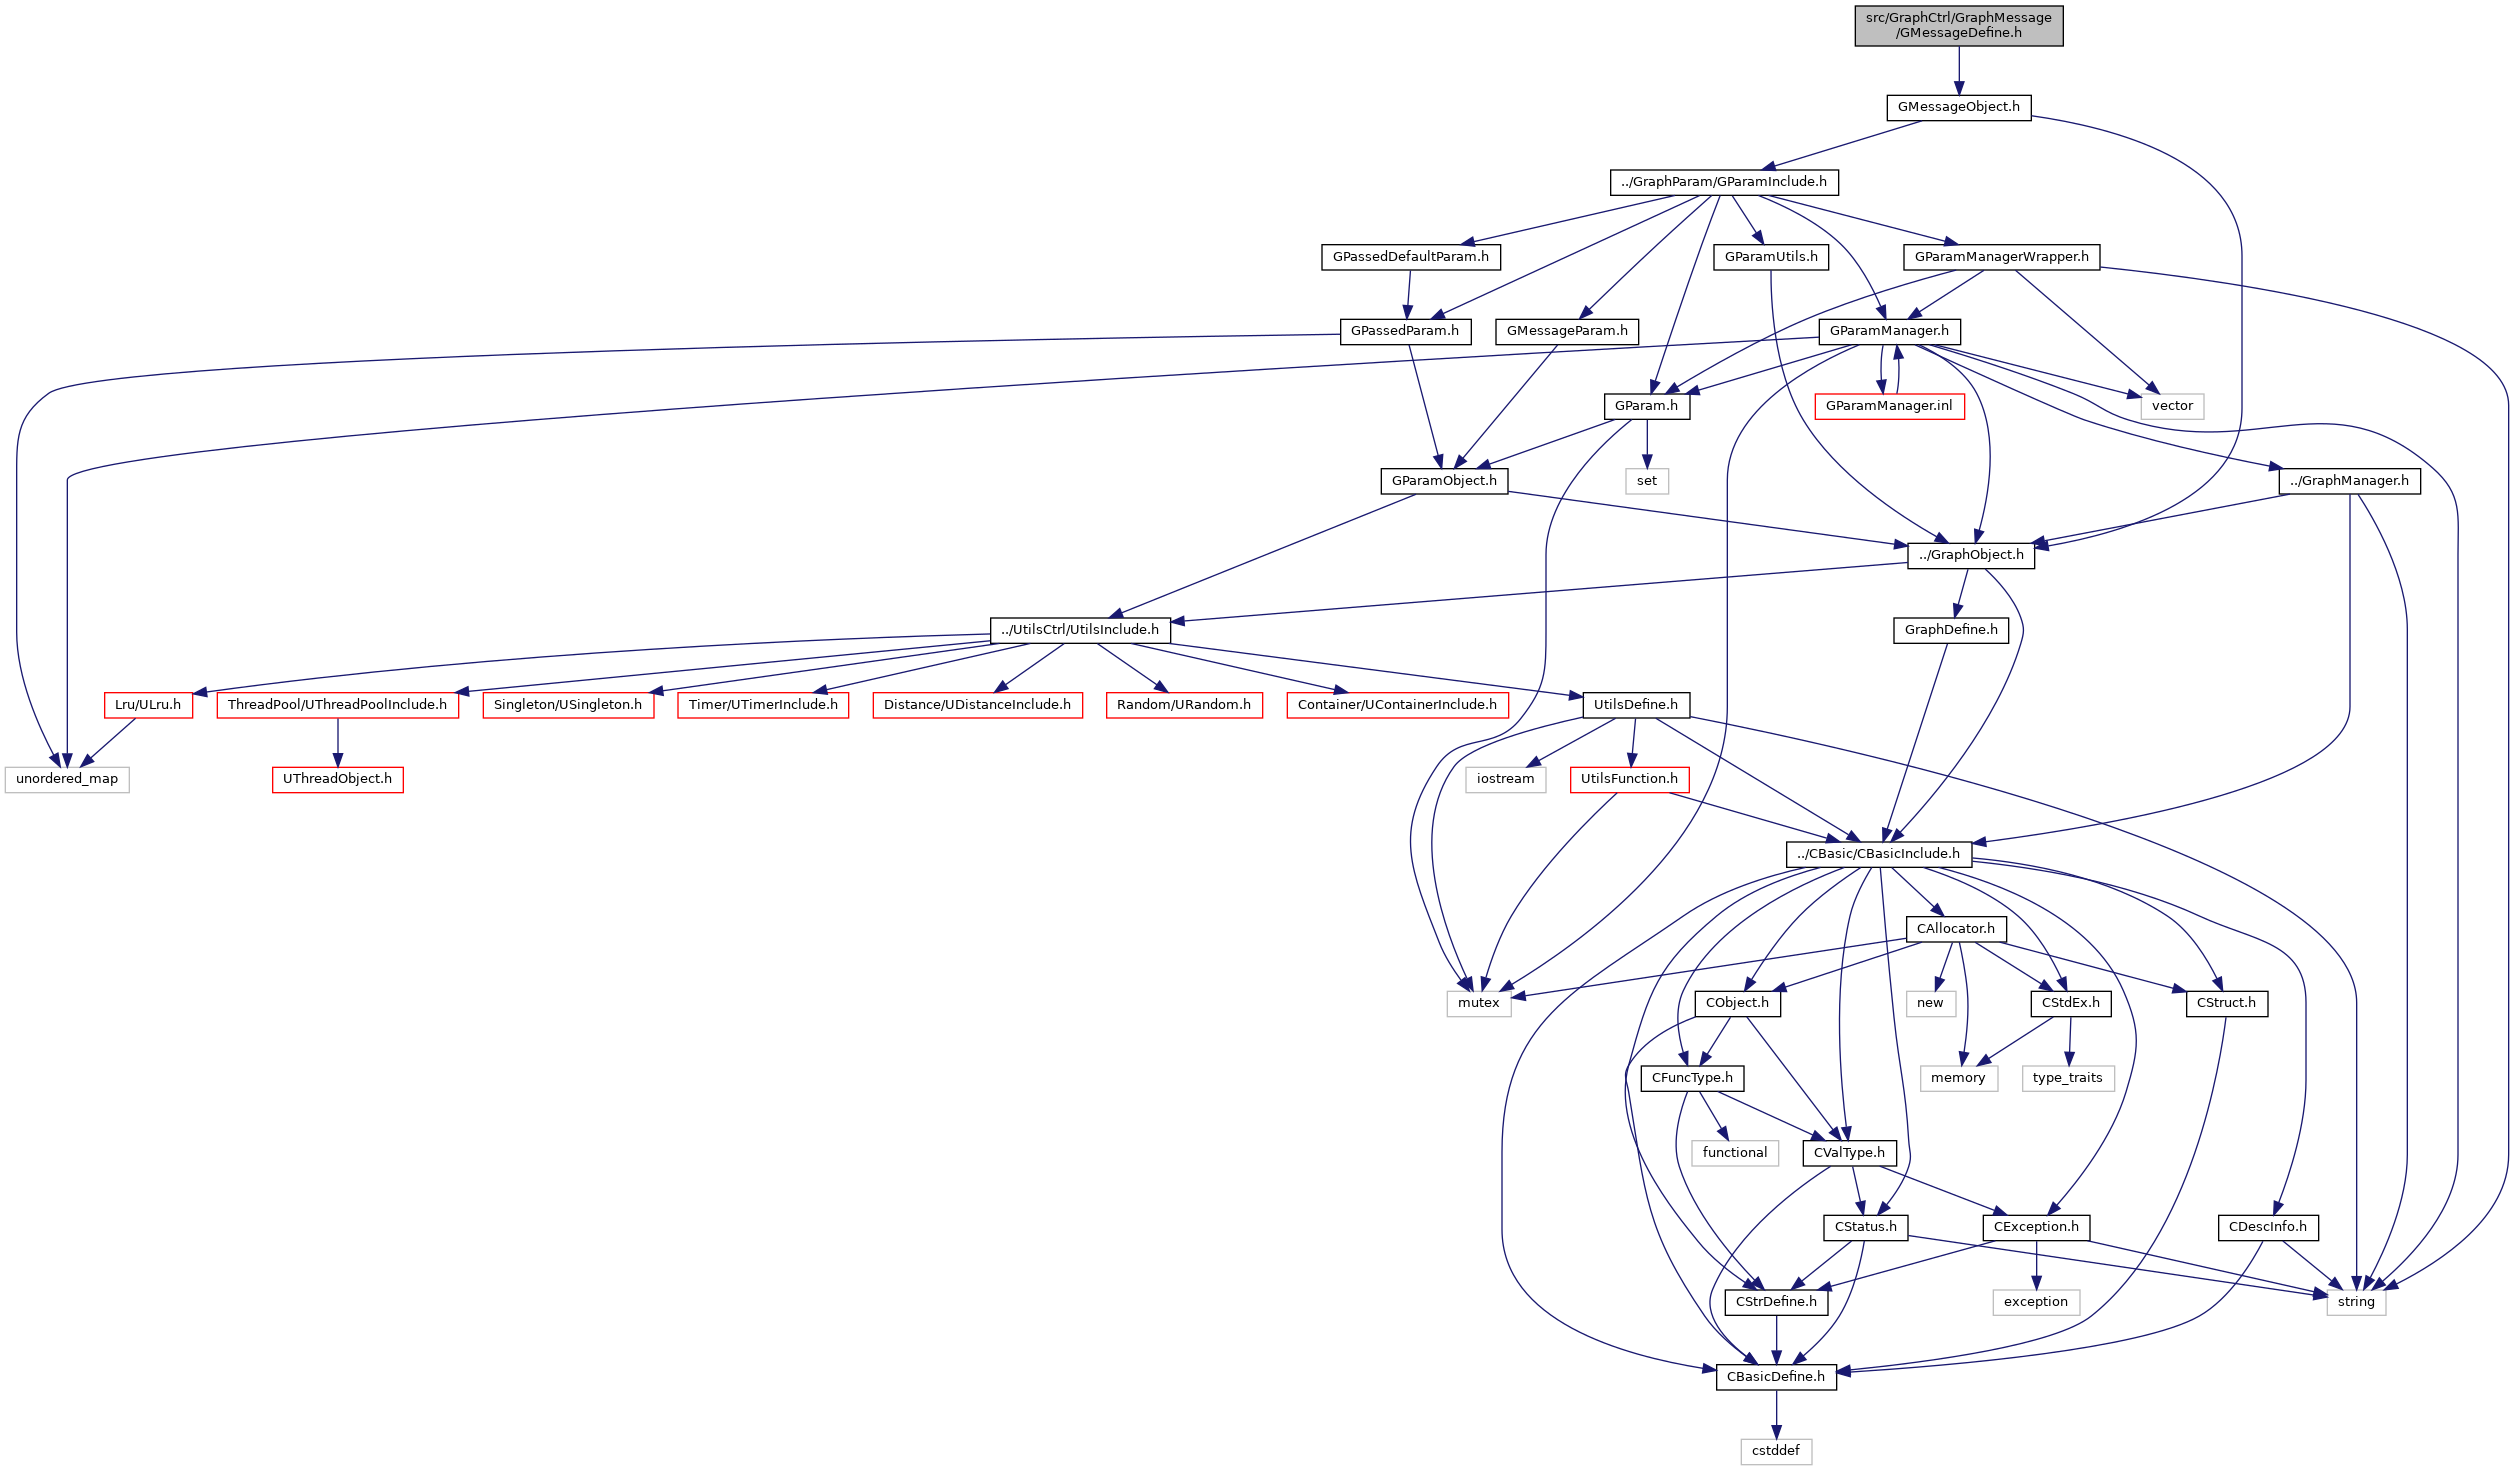 src/GraphCtrl/GraphMessage
/GMessageDefine.h
GMessageObject.h
../GraphParam/GParamInclude.h
GPassedDefaultParam.h
GParamUtils.h
GParamManagerWrapper.h
GPassedParam.h
GMessageParam.h
GParamManager.h
GParam.h
GParamManager.inl
vector
GParamObject.h
set
../GraphManager.h
../GraphObject.h
../UtilsCtrl/UtilsInclude.h
GraphDefine.h
Lru/ULru.h
ThreadPool/UThreadPoolInclude.h
Singleton/USingleton.h
Timer/UTimerInclude.h
Distance/UDistanceInclude.h
Random/URandom.h
Container/UContainerInclude.h
UtilsDefine.h
unordered_map
UThreadObject.h
iostream
UtilsFunction.h
../CBasic/CBasicInclude.h
CAllocator.h
mutex
CObject.h
new
CStdEx.h
CStruct.h
CFuncType.h
memory
type_traits
functional
CValType.h
CStatus.h
CException.h
CDescInfo.h
CStrDefine.h
exception
string
CBasicDefine.h
cstddef